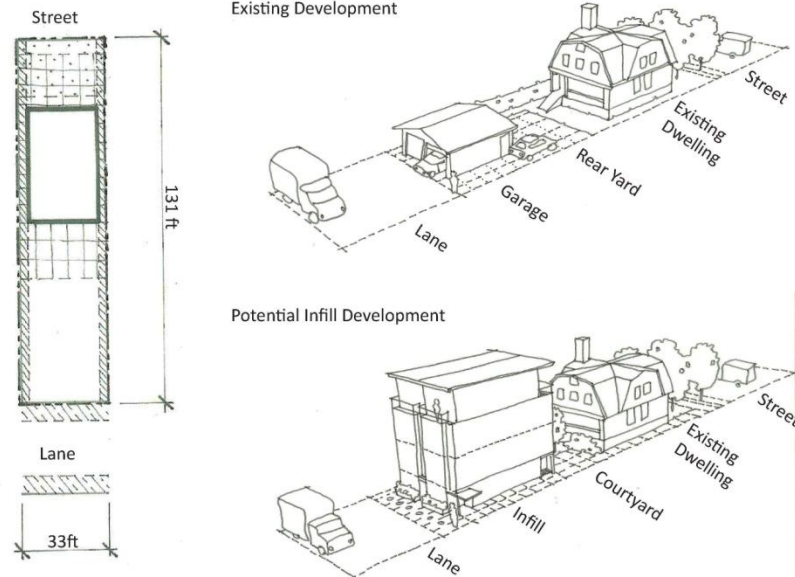 Street
131 ft
Lane
33ft
Existing Development
Street
Existing
Dwelling
Rear Yard
Garage
Lane
Potential Infill Development
Street
Existing
Dwelling
Courtyard
Infill
Lane